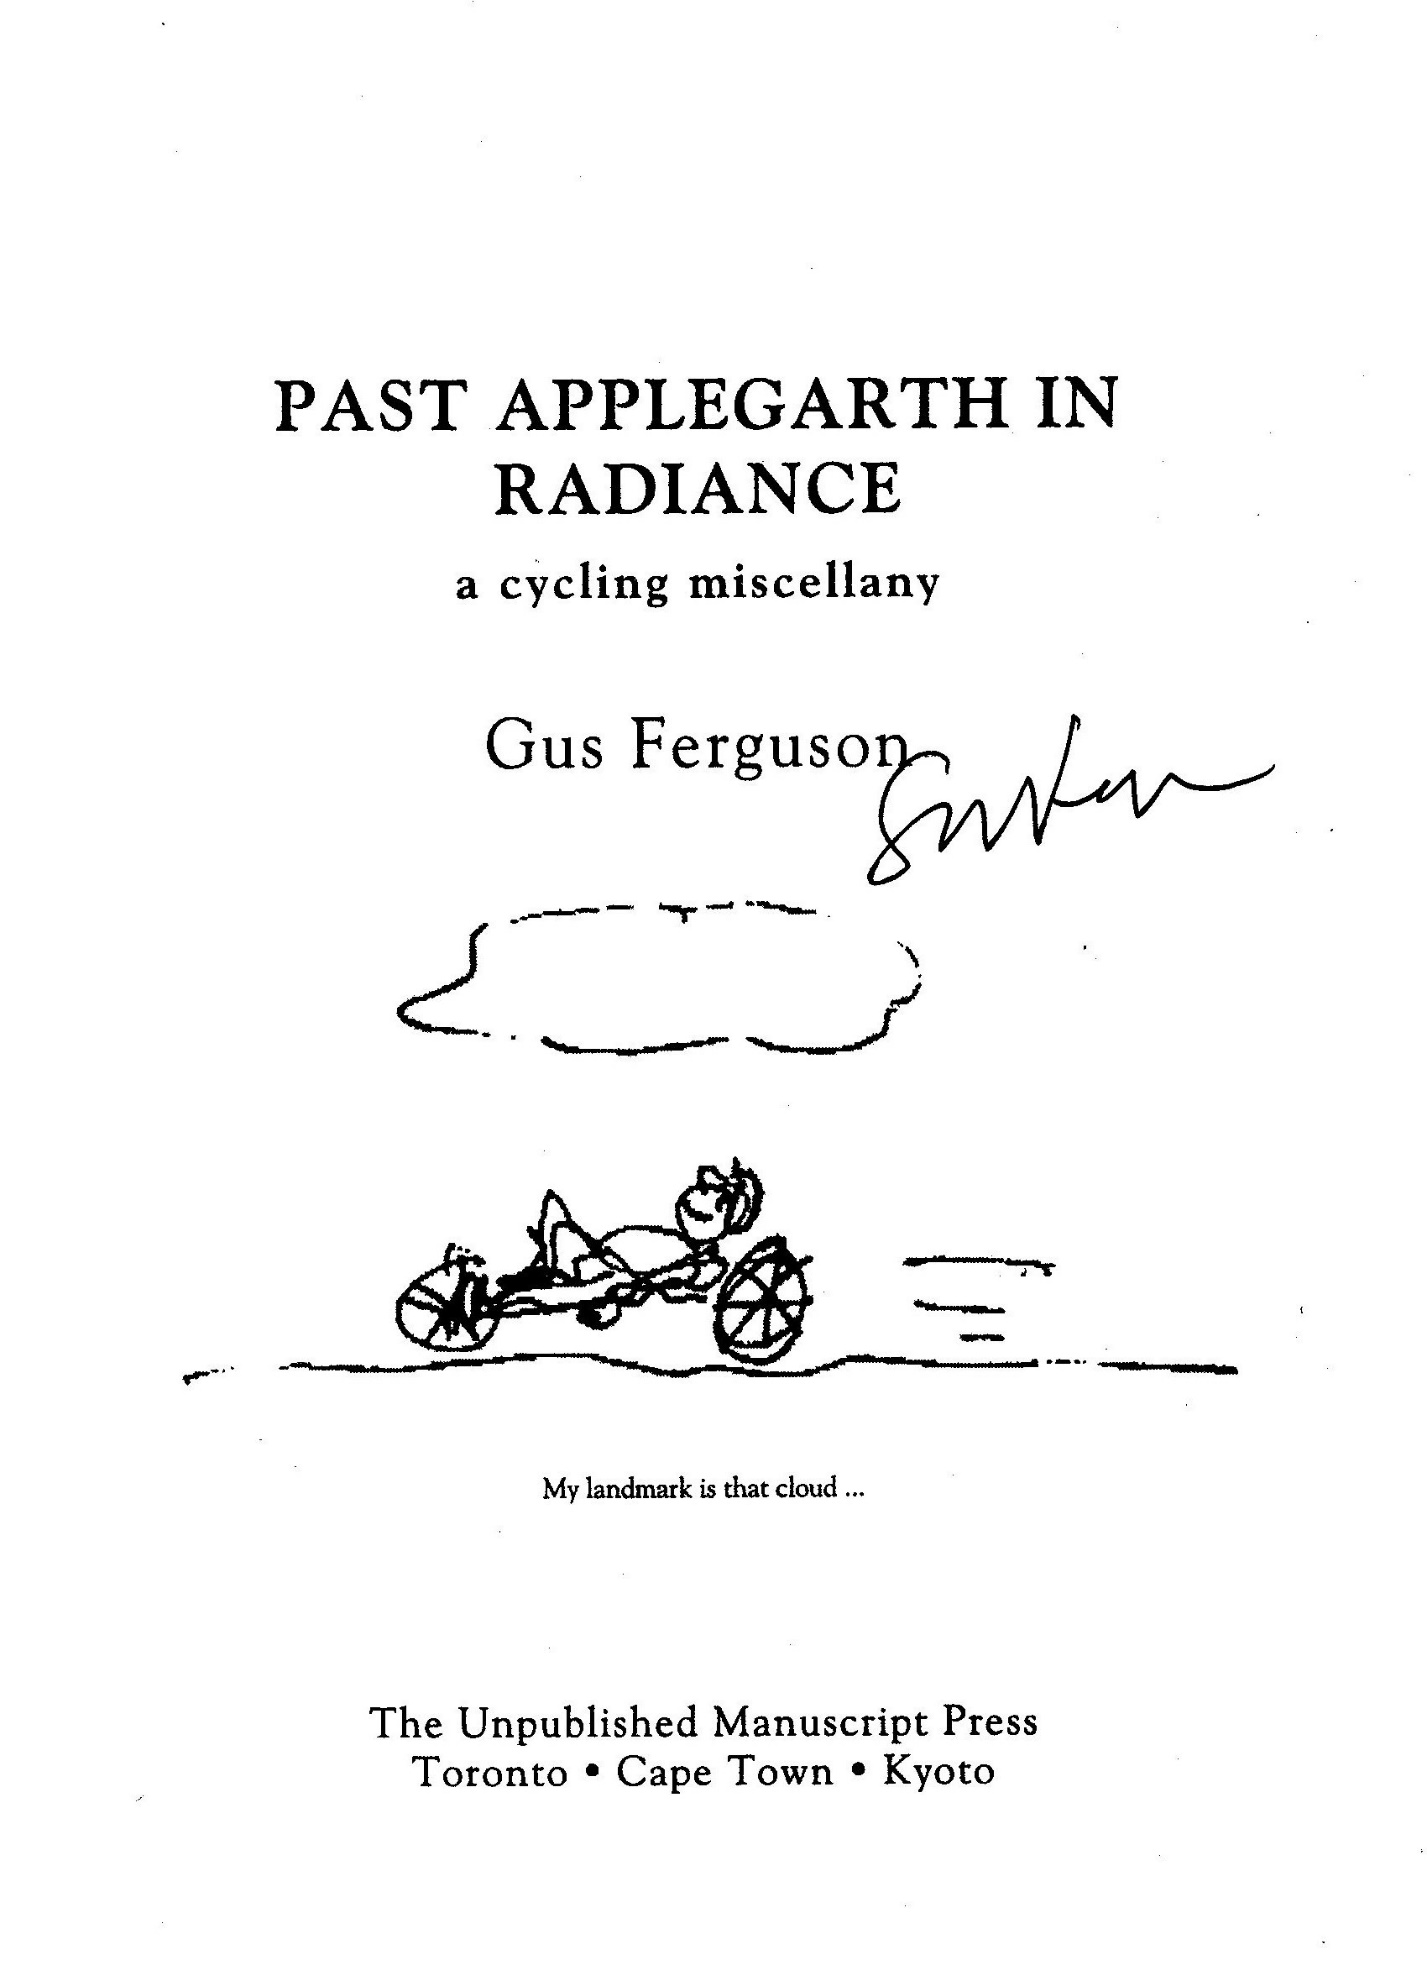 PAST APPLEGARTH IN
RADIANCE
a cycling miscellany
Gus Ferguson
My landmark is that cloud ...
The Unpublished Manuscript Press
Toronto • Cape Town • Kyoto